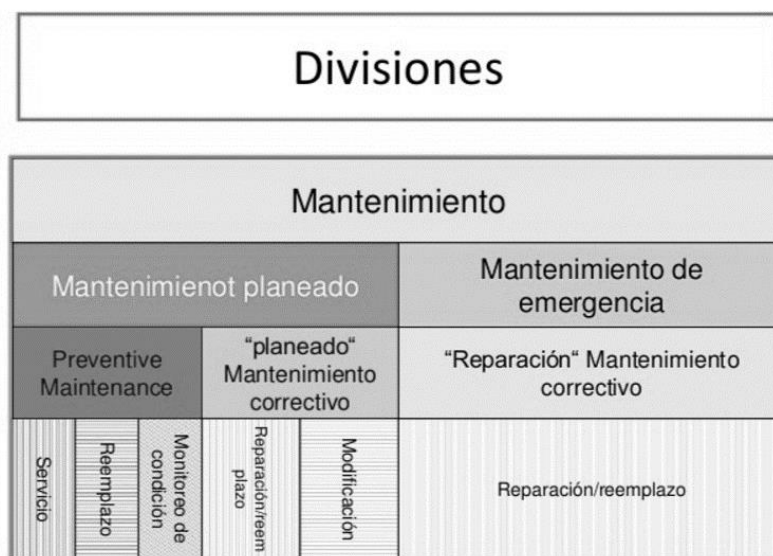 Divisiones
Mantenimiento
Mantenimienot planeado
Mantenimiento de
emergencia
Preventive
Maintenance
“planeado“
Mantenimiento
correctivo
“Reparación“ Mantenimiento
correctivo
Servicio
Reemplazo
Monitoreo de
condición
Reparación/reem
plazo
Modificación
Reparación/reemplazo